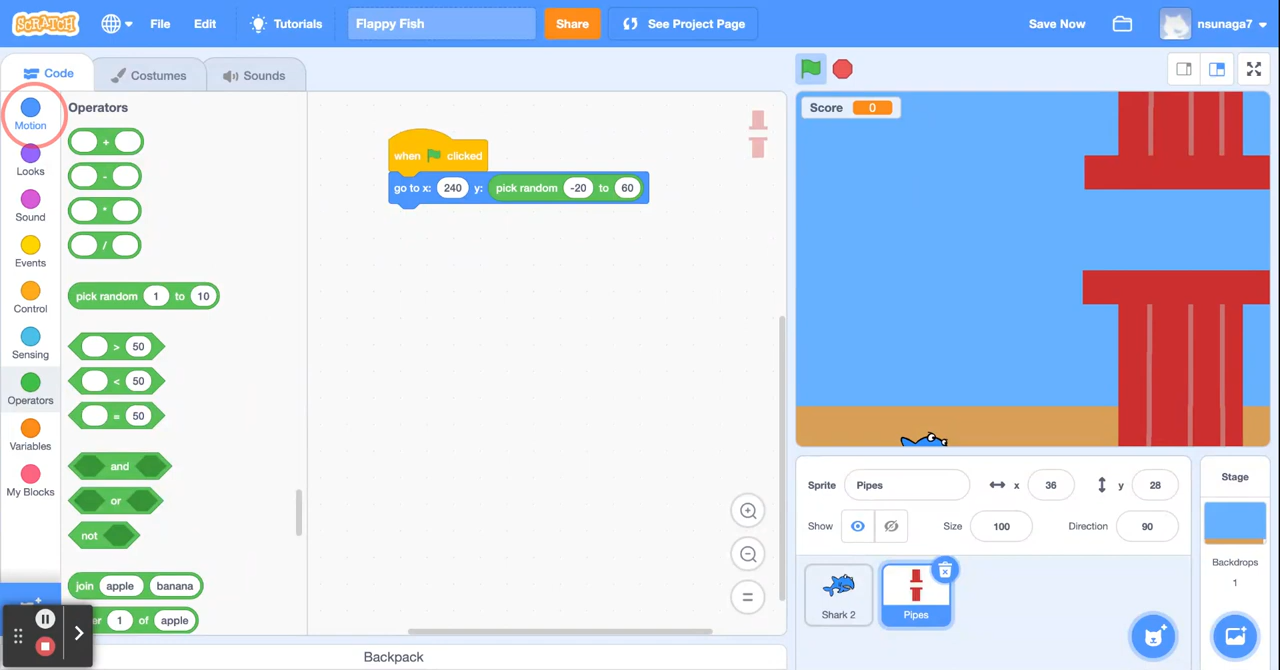 SCRATCH
File
Edit
Tutorials
Flappy Fish
Share
See Project Page
Save Now
nsunaga7
Code
Costumes
Sounds
Motion
Looks
Sound
Events
Control
Sensing
Operators
Variables
My Blocks
Operators
+
-
*
/
pick random 1 to 10
> 50
< 50
= 50
and
or
not
join apple banana
er 1 of apple
when clicked
go to x: 240 y: pick random -20 to 60
Backpack
Score 0
Sprite Pipes x 36 y 28
Show Size 100 Direction 90
Shark 2
Pipes
Stage
Backdrops
1